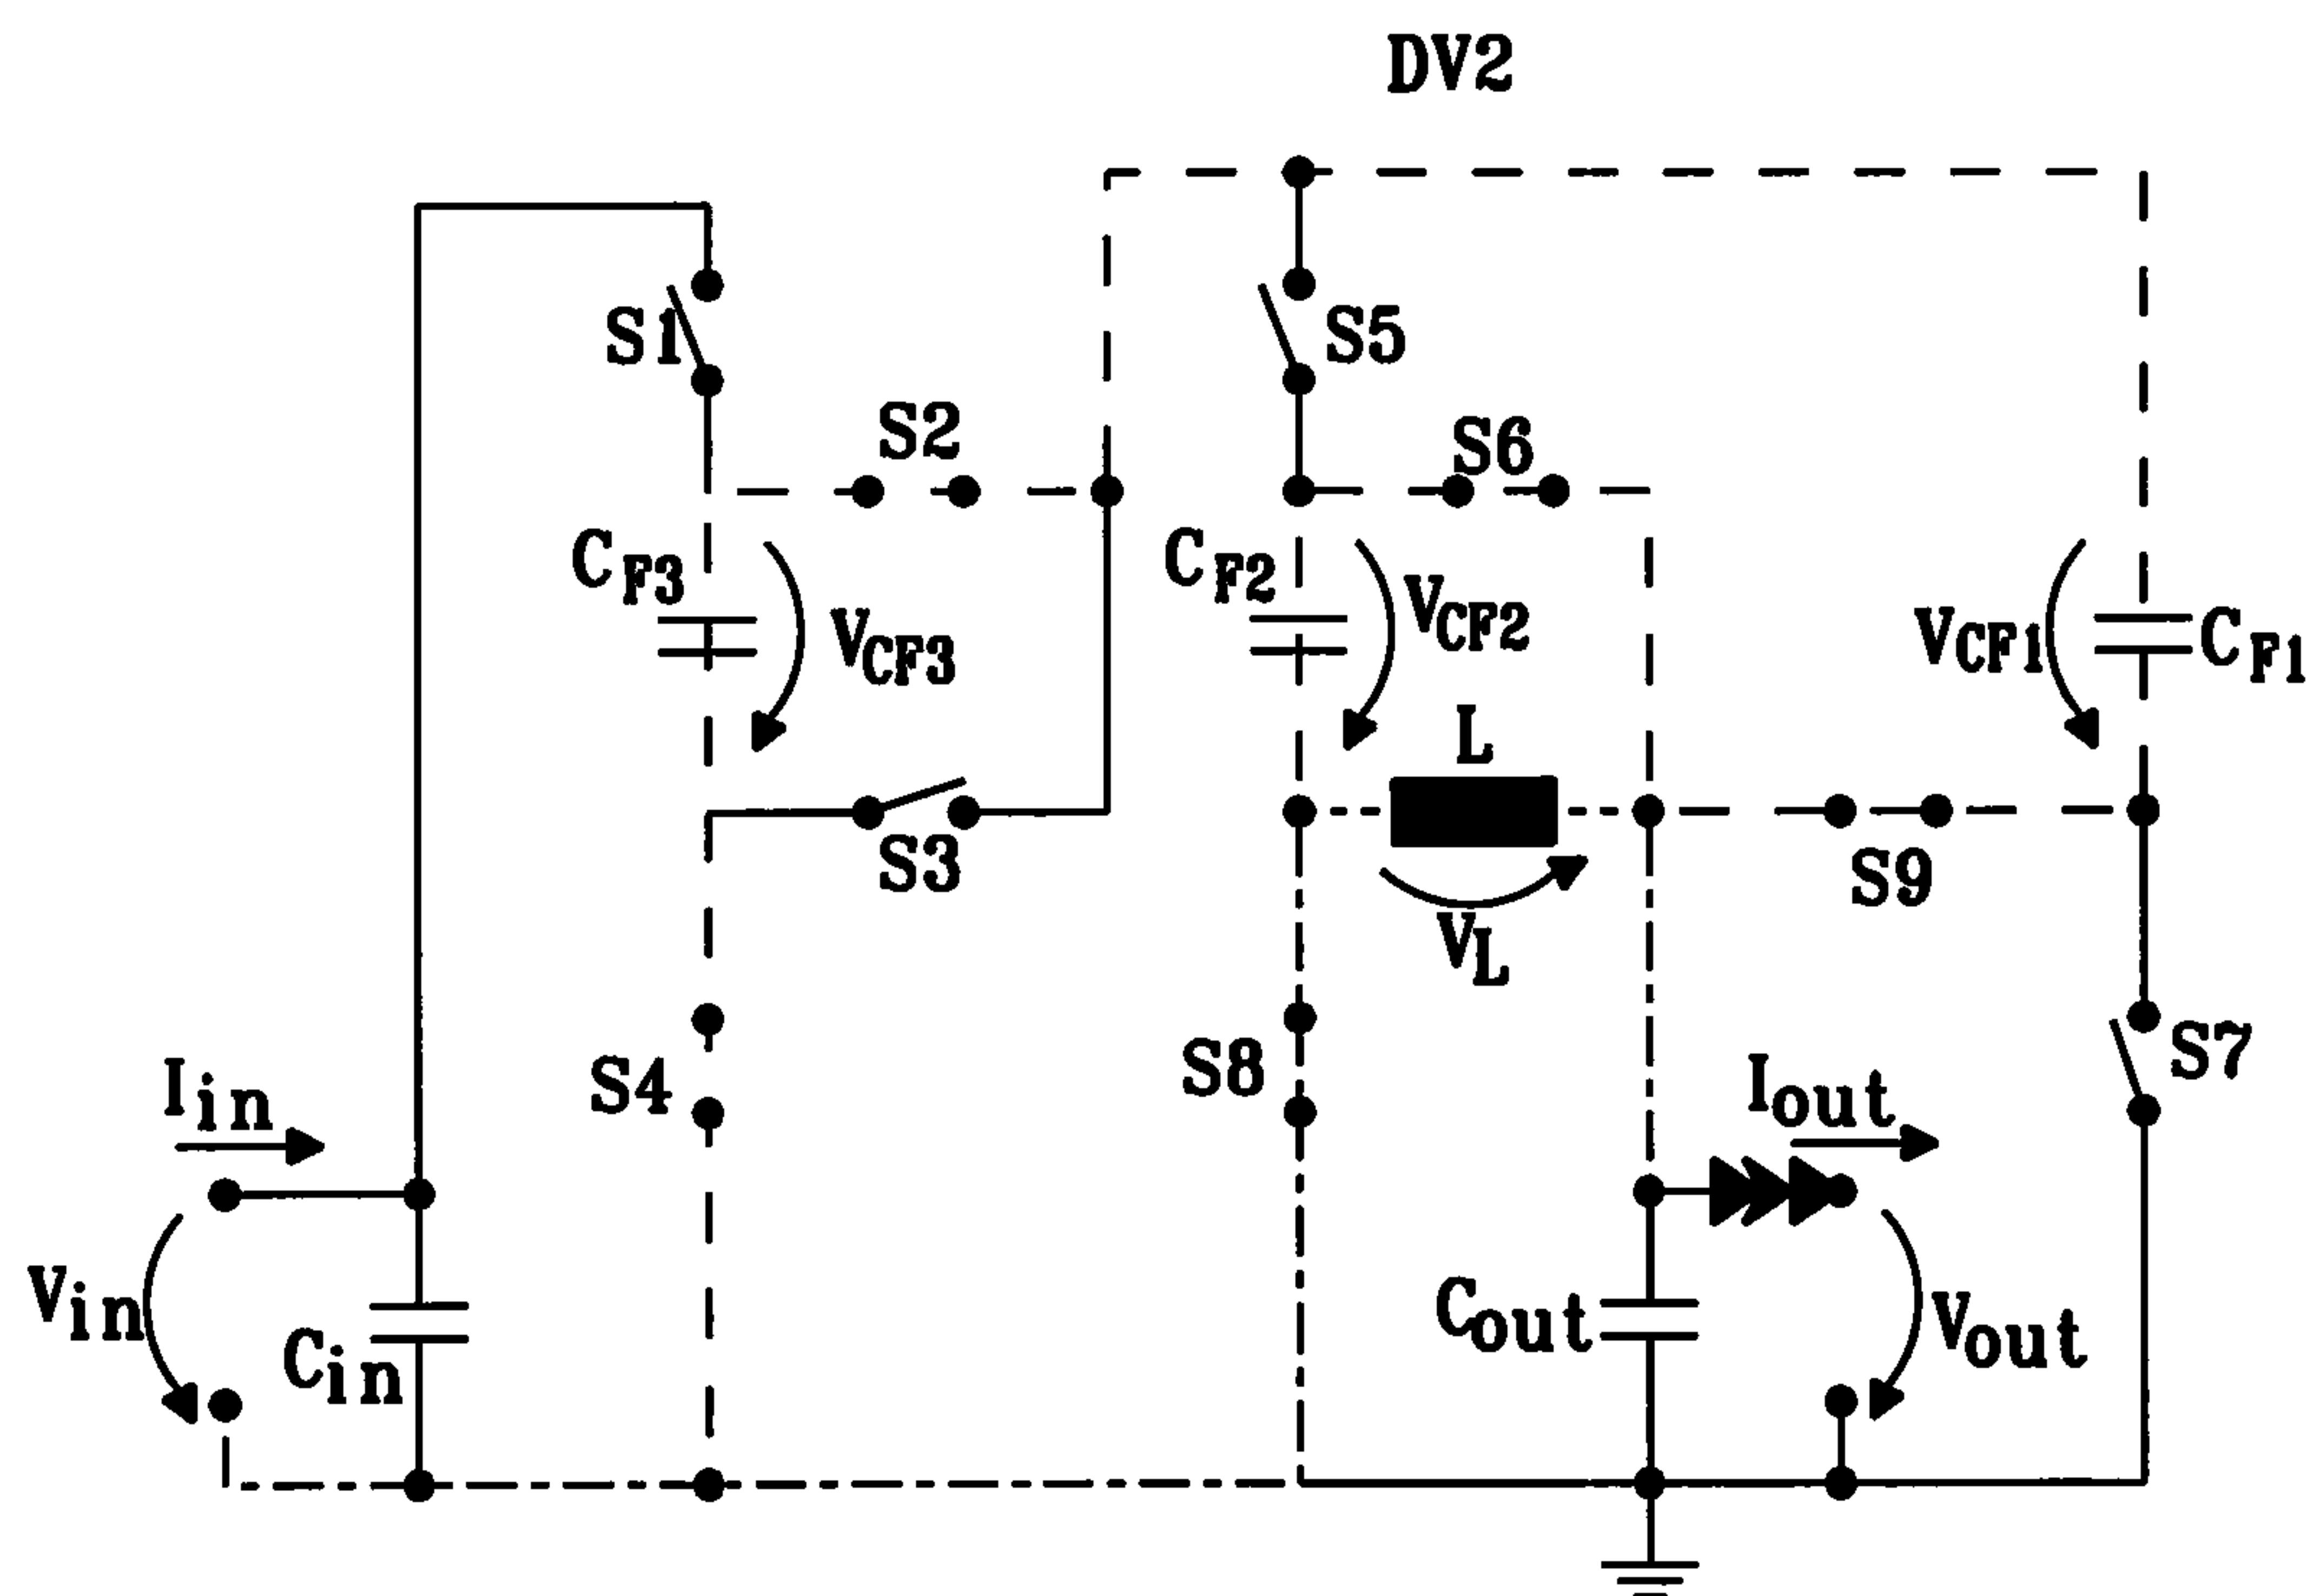 DV2
S1
S5
S2
S6
CF3
VCF3
CF2
VCF2
VCF1
CF1
L
S3
VL
S9
S4
S8
S7
Iin
Iout
Vin
Cin
Cout
Vout